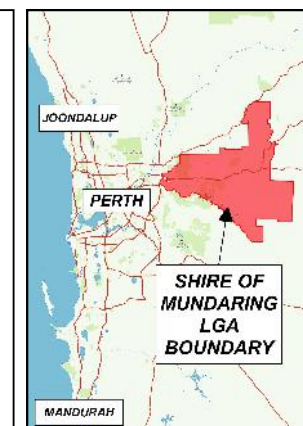 JOONDALUP
PERTH
SHIRE OF
MUNDARING
LGA
BOUNDARY
MANDURAH